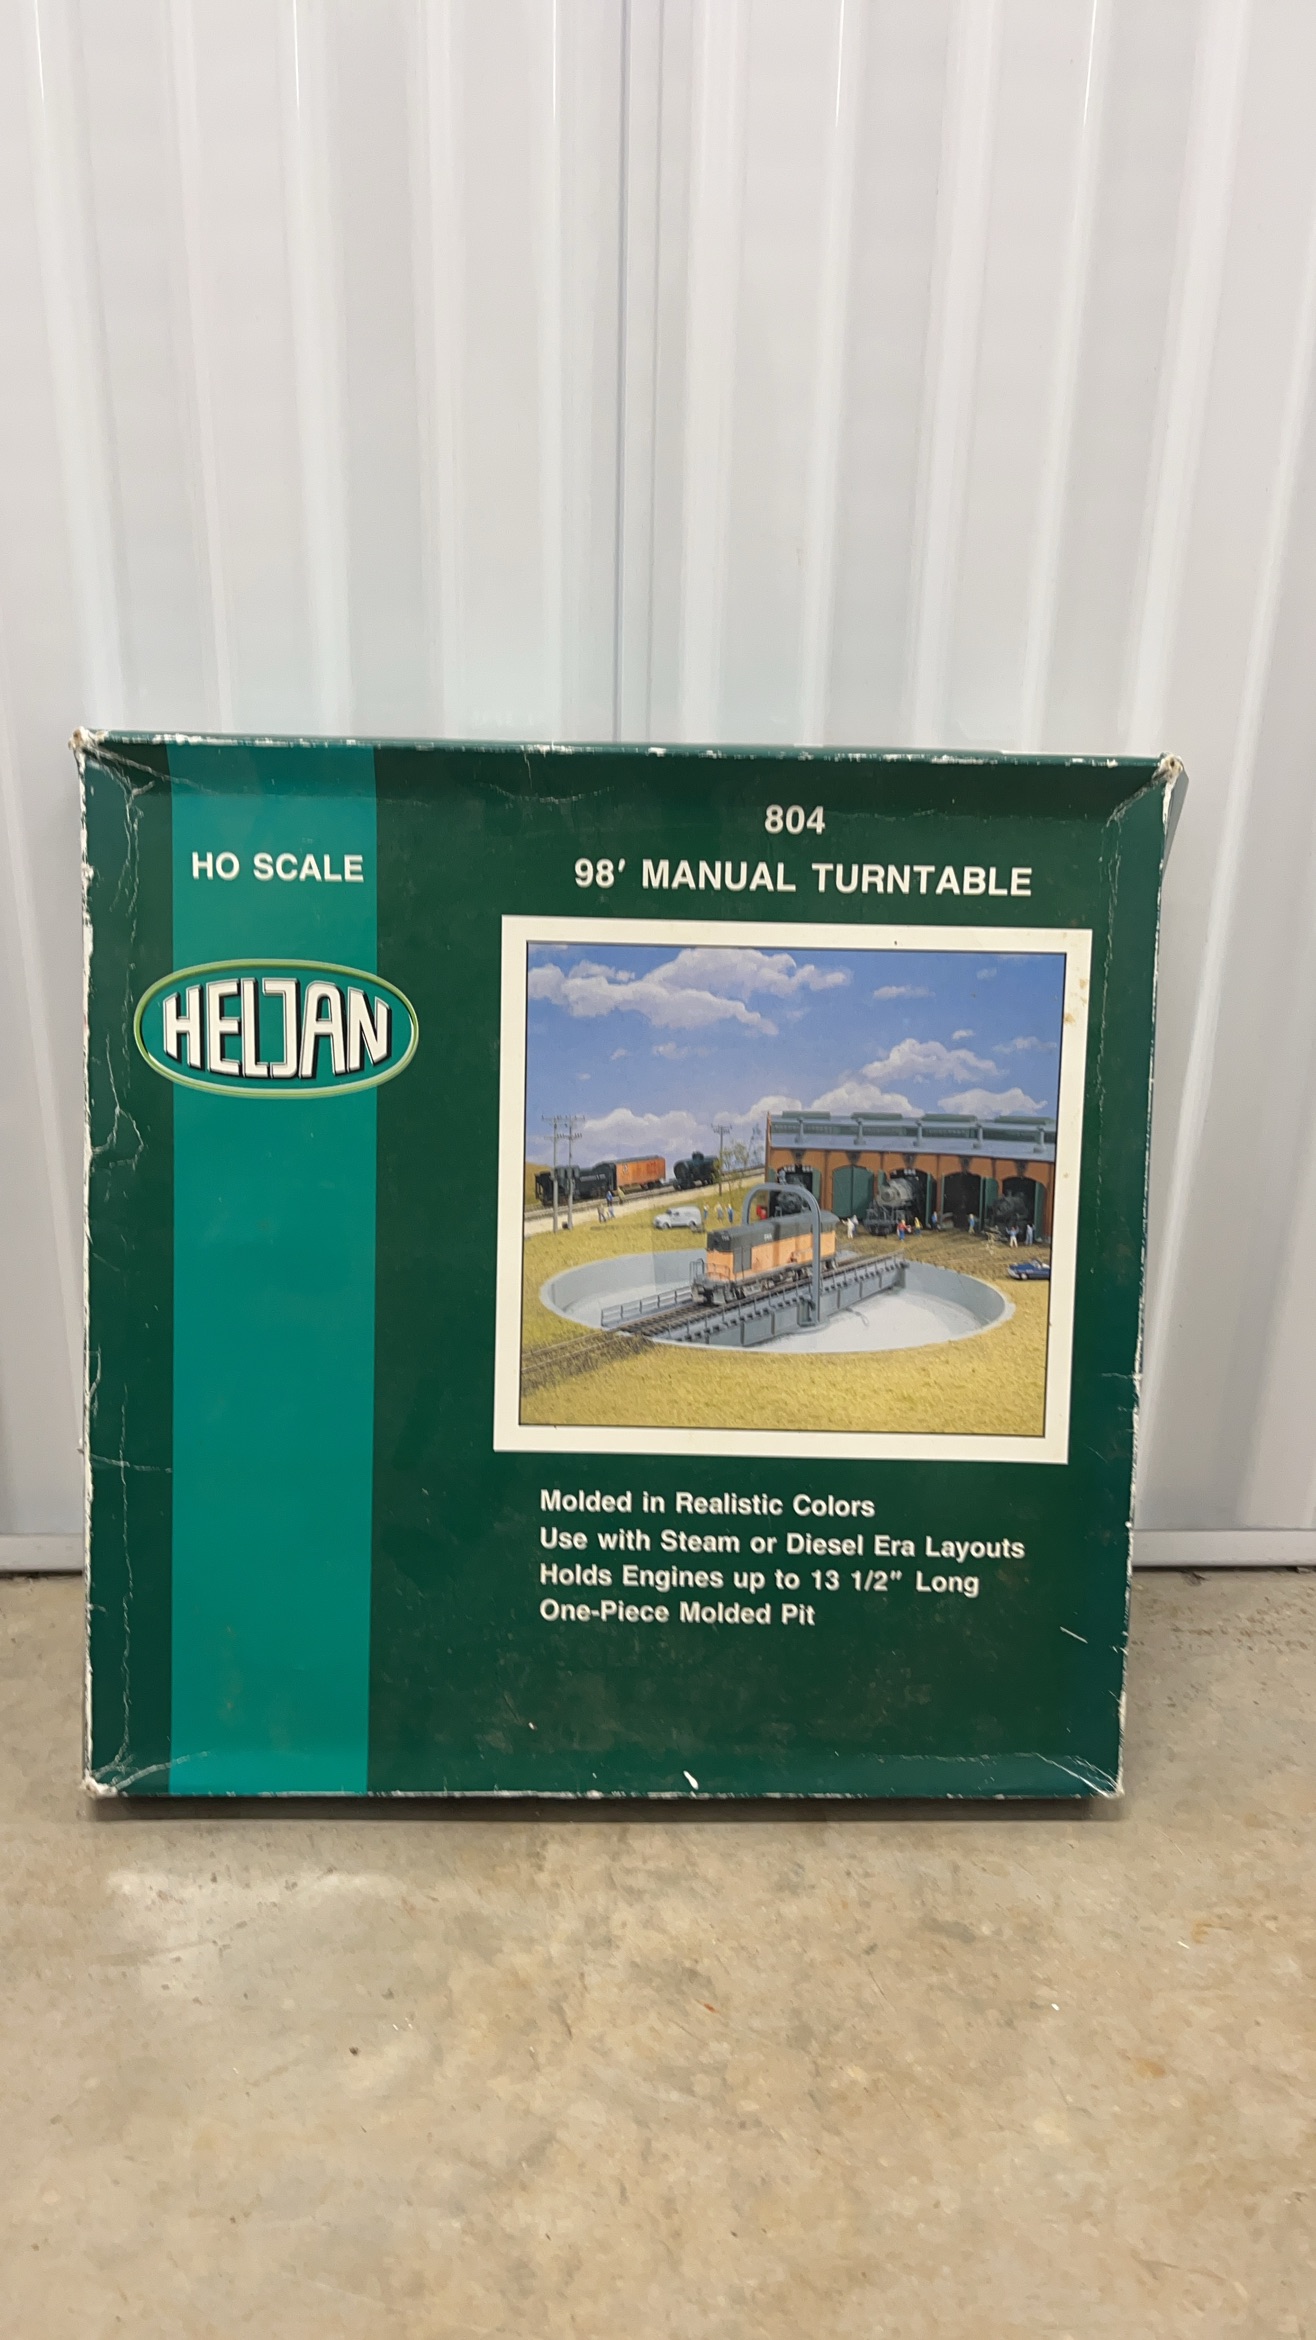 804
HO SCALE
98′ MANUAL TURNTABLE
HELJAN
Molded in Realistic Colors
Use with Steam or Diesel Era Layouts
Holds Engines up to 13 1/2″ Long
One-Piece Molded Pit